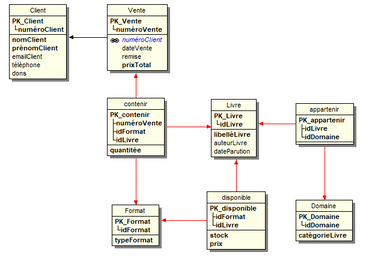 Client
PK_Client
numéroClient
nomClient
prénomClient
emailClient
téléphone
dons
Vente
PK_Vente
numéroVente
numéroClient
dateVente
remise
prixTotal
contenir
PK_contenir
numéroVente
idFormat
idLivre
quantitée
Livre
PK_Livre
idLivre
libelléLivre
auteurLivre
dateParution
appartenir
PK_appartenir
idLivre
idDomaine
Format
PK_Format
idFormat
typeFormat
disponible
PK_disponible
idFormat
idLivre
stock
prix
Domaine
PK_Domaine
idDomaine
catégorieLivre